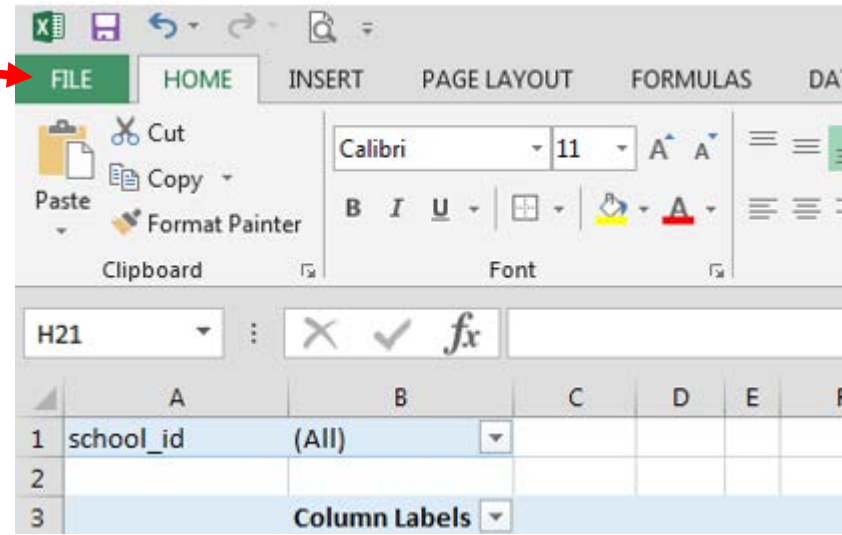 FILE HOME INSERT PAGE LAYOUT FORMULAS
Cut
Calibri 11 A A
Copy
Paste
B I U A
Format Painter
Clipboard Font
H21 fx
A B C D E
1 school_id (All)
2
3 Column Labels